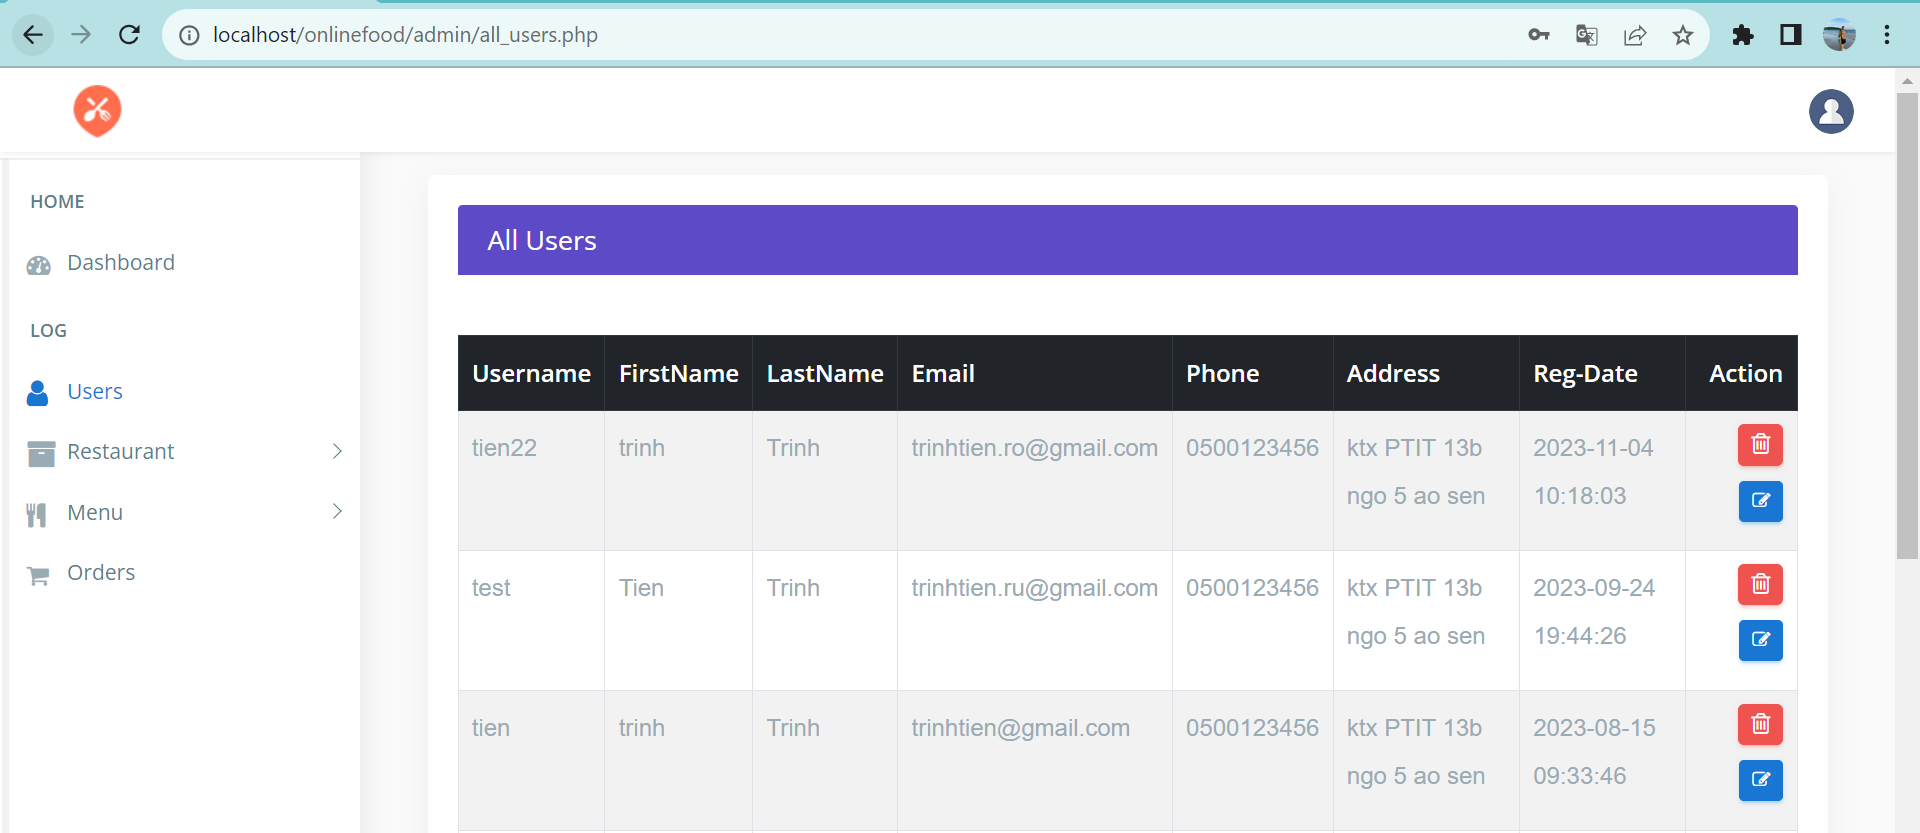 localhost/onlinefood/admin/all_users.php
HOME
Dashboard
LOG
Users
Restaurant
Menu
Orders
All Users
Username FirstName LastName Email Phone Address Reg-Date Action
tien22 trinh Trinh trinhtien.ro@gmail.com 0500123456 ktx PTIT 13b 2023-11-04
ngo 5 ao sen 10:18:03
test Tien Trinh trinhtien.ru@gmail.com 0500123456 ktx PTIT 13b 2023-09-24
ngo 5 ao sen 19:44:26
tien trinh Trinh trinhtien@gmail.com 0500123456 ktx PTIT 13b 2023-08-15
ngo 5 ao sen 09:33:46